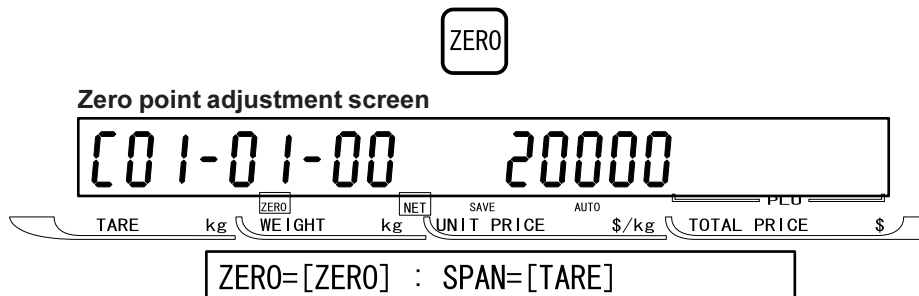 ZERO
Zero point adjustment screen
C01-01-00 20000
ZERO NET SAVE AUTO PLU
TARE kg WEIGHT kg UNIT PRICE $/kg TOTAL PRICE $
ZERO=[ZERO] : SPAN=[TARE]